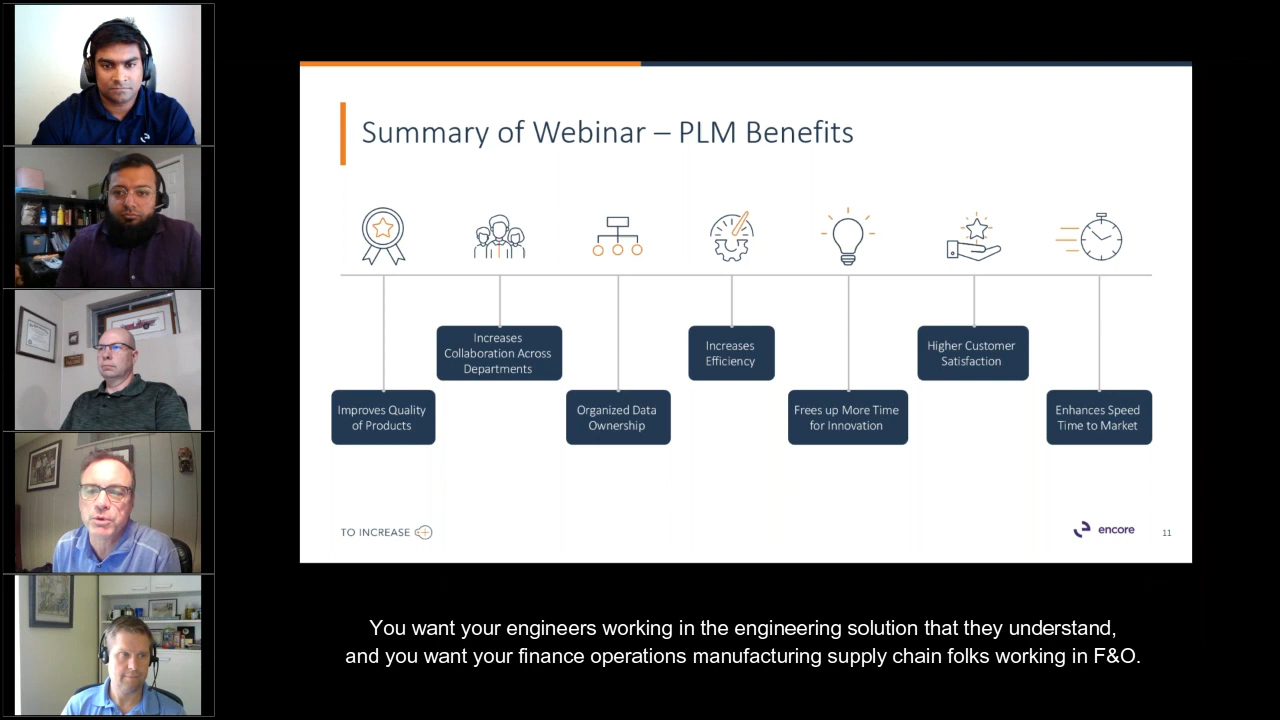 Summary of Webinar – PLM Benefits
Increases
Collaboration Across
Departments
Increases
Efficiency
Higher Customer
Satisfaction
Improves Quality
of Products
Organized Data
Ownership
Frees up More Time
for Innovation
Enhances Speed
Time to Market
TO INCREASE
encore
11
You want your engineers working in the engineering solution that they understand,
and you want your finance operations manufacturing supply chain folks working in F&O.